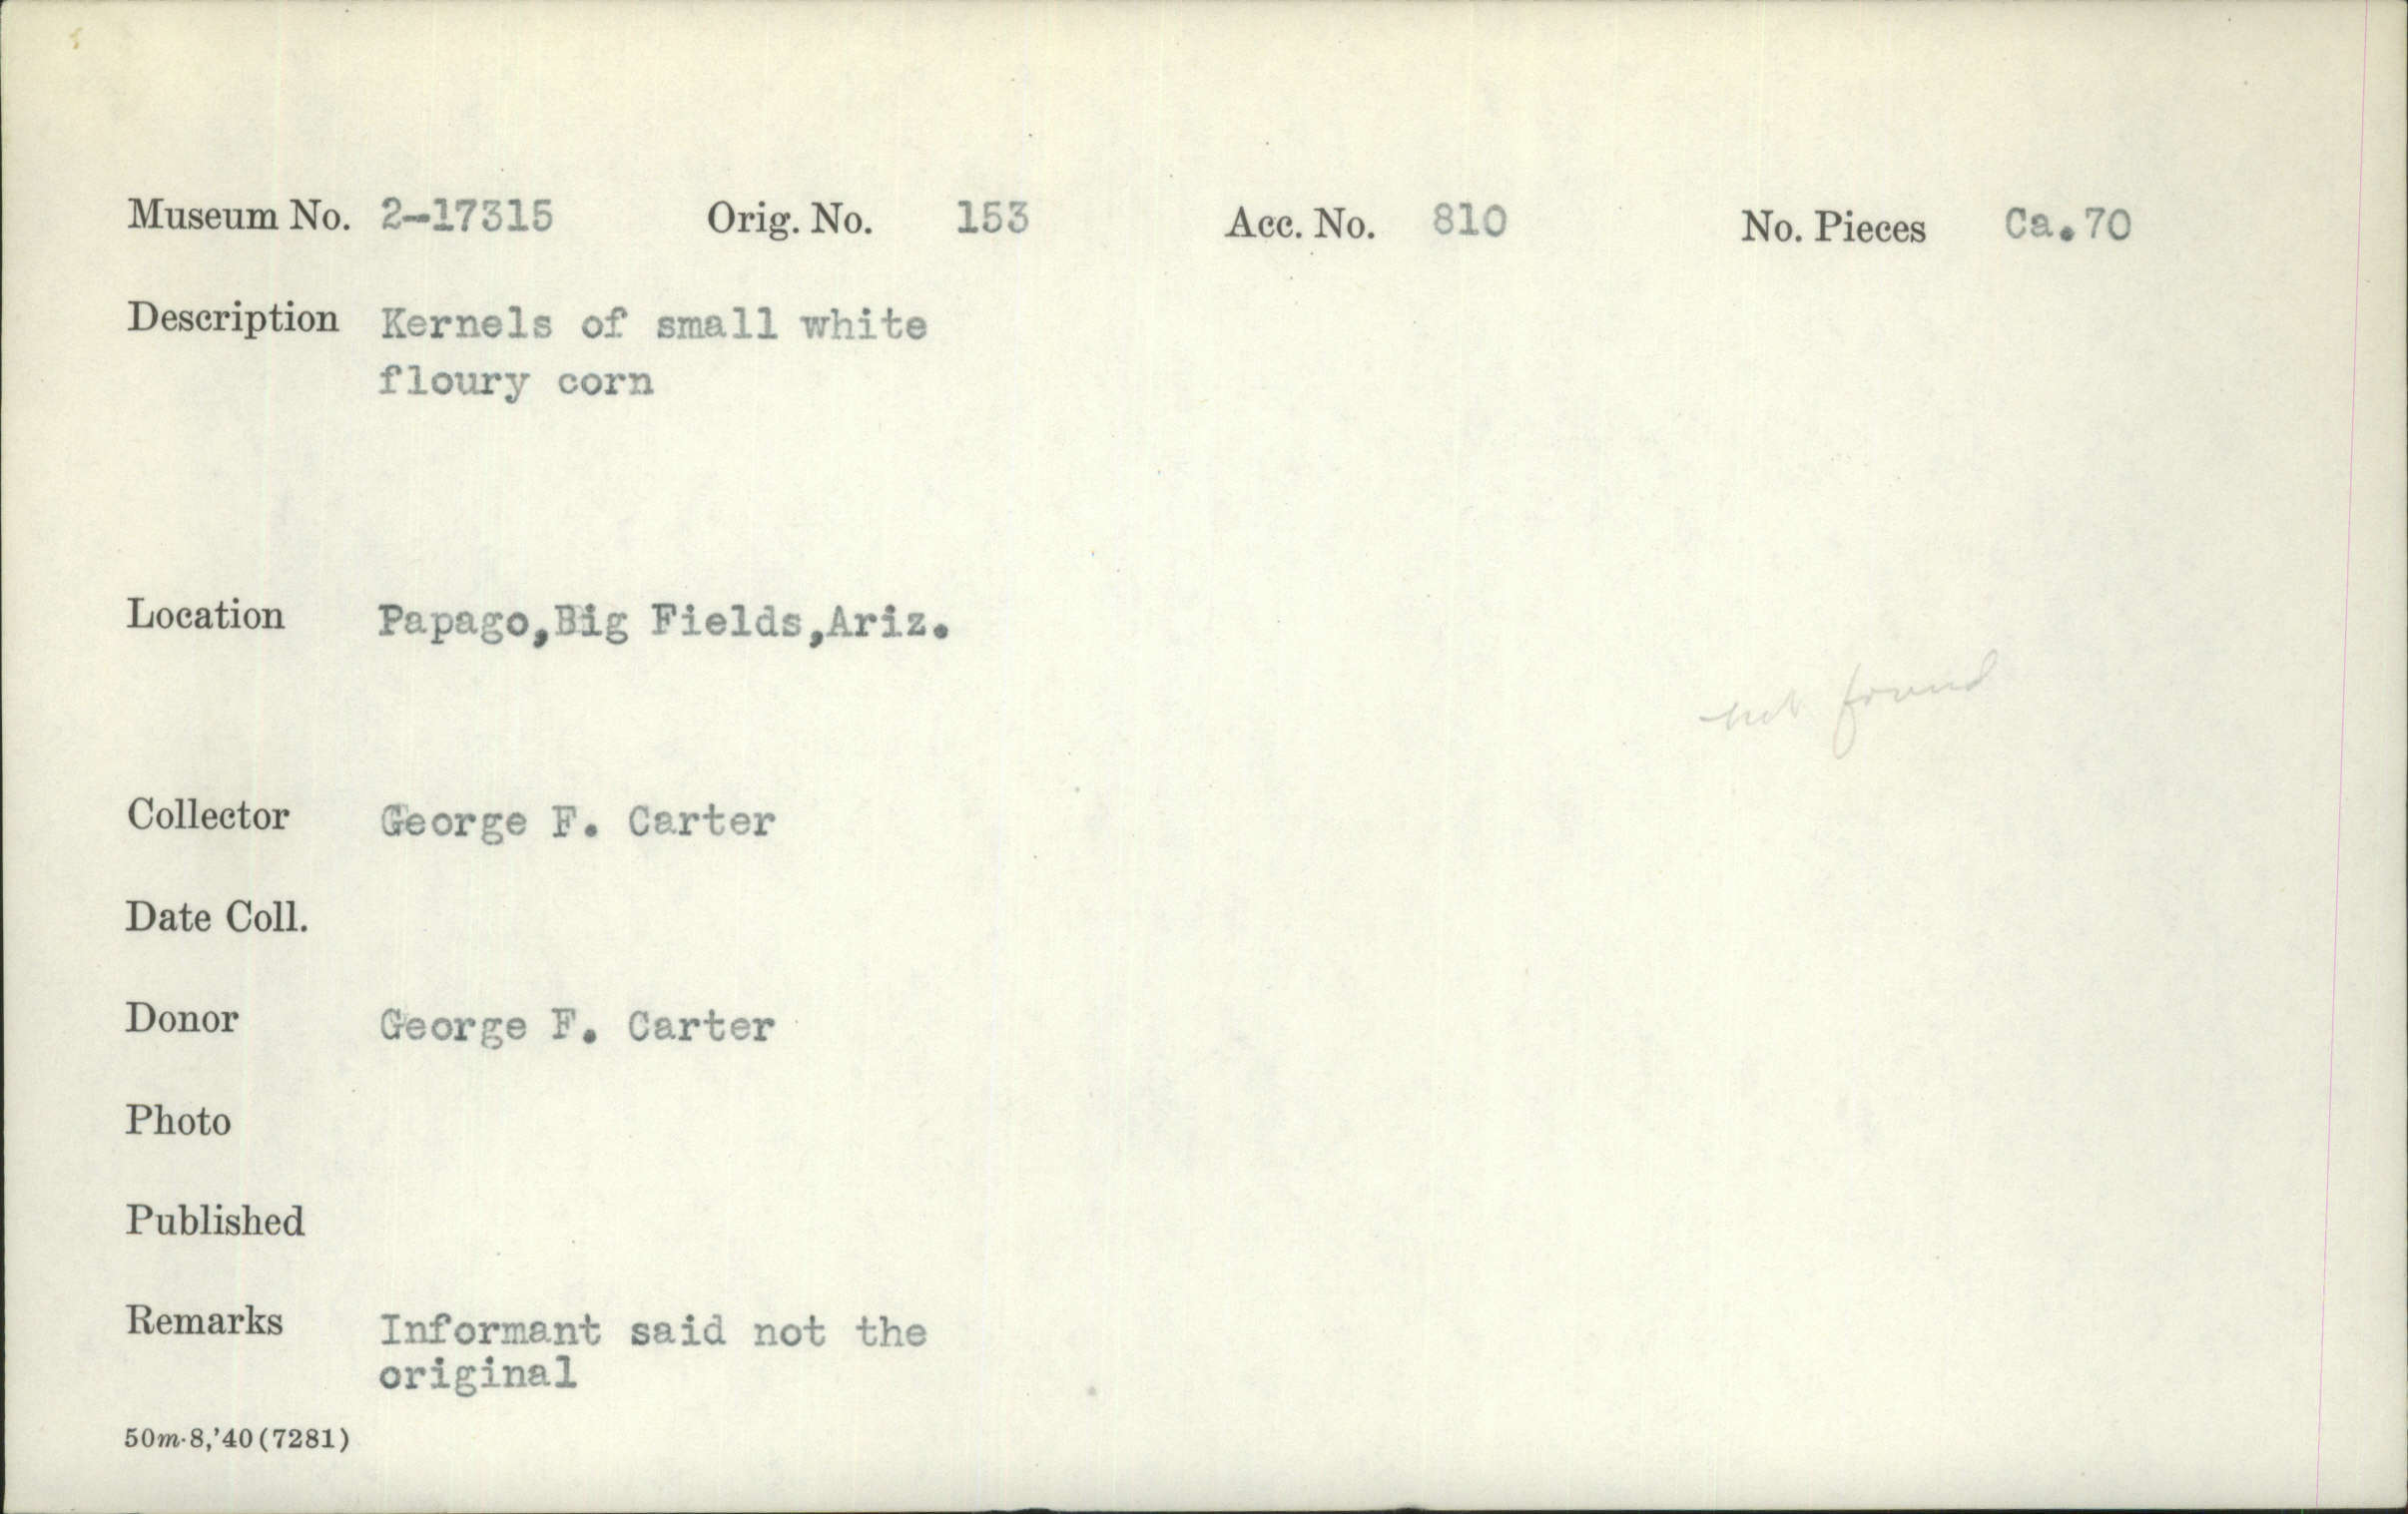 Museum No. 2-17315 Orig. No. 153 Acc. No. 810 No. Pieces Ca.70
Description Kernels of small white
floury corn
Location Papago,Big Fields,Ariz.
not found
Collector George F. Carter
Date Coll.
Donor George F. Carter
Photo
Published
Remarks Informant said not the
original
50m-8,'40(7281)